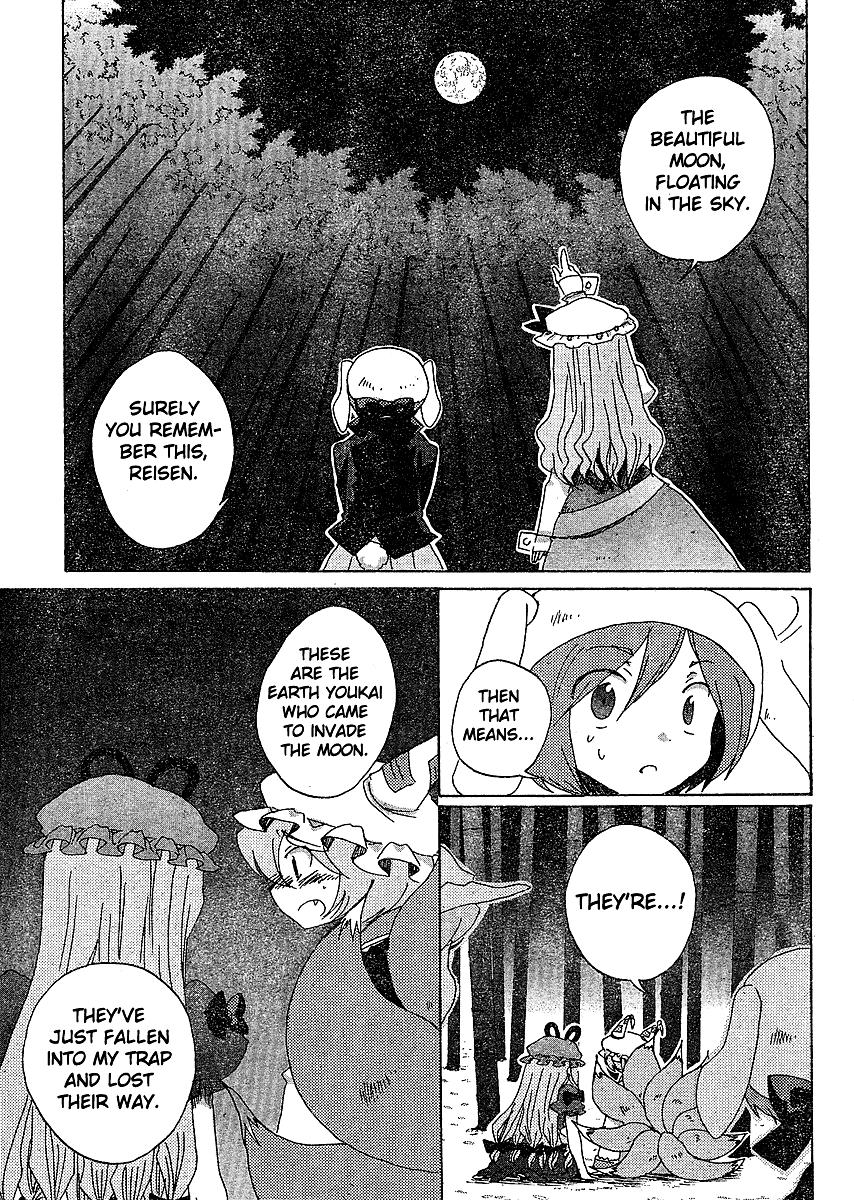 THE
BEAUTIFUL
MOON,
FLOATING
IN THE SKY.
SURELY
YOU REMEM-
BER THIS,
REISEN.
THEN
THAT
MEANS...
THEY'RE...!
THESE
ARE THE
EARTH YOUKAI
WHO CAME
TO INVADE
THE MOON.
THEY'VE
JUST FALLEN
INTO MY TRAP
AND LOST
THEIR WAY.